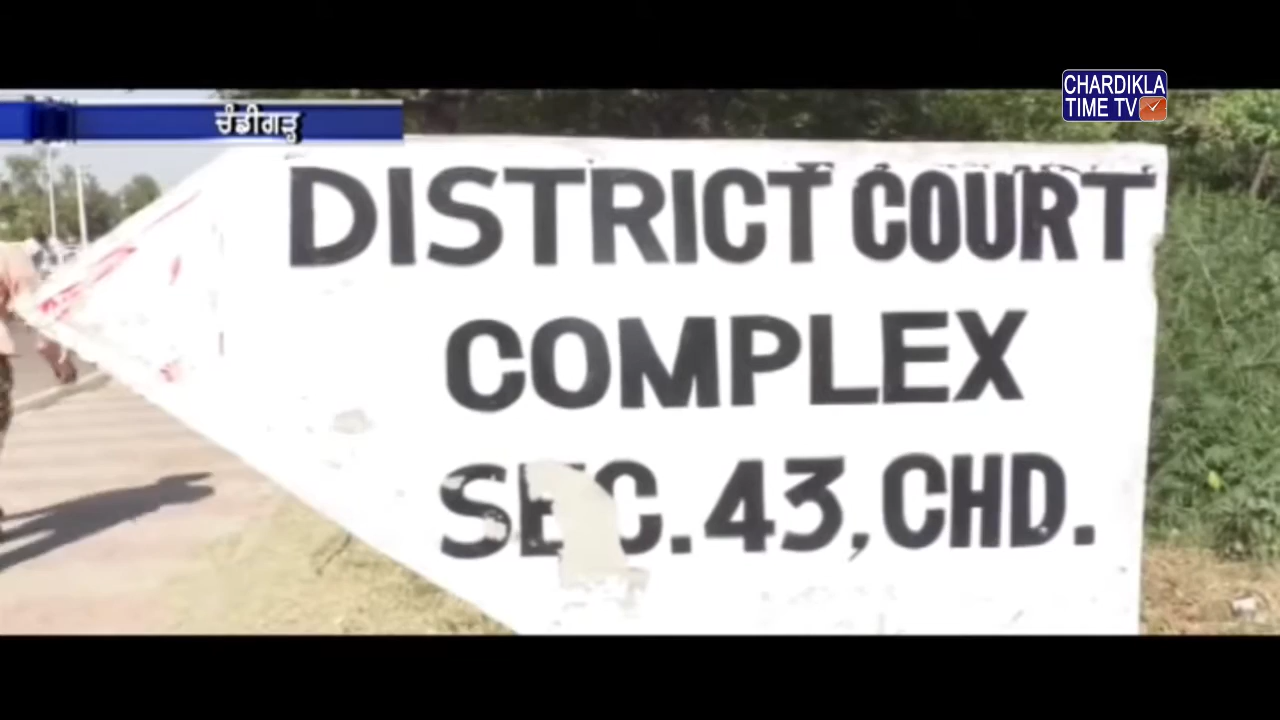 CHARDIKLA
TIME TV
ਚੰਡੀਗੜ੍ਹ
DISTRICT COURT
COMPLEX
SEC. 43, CHD.